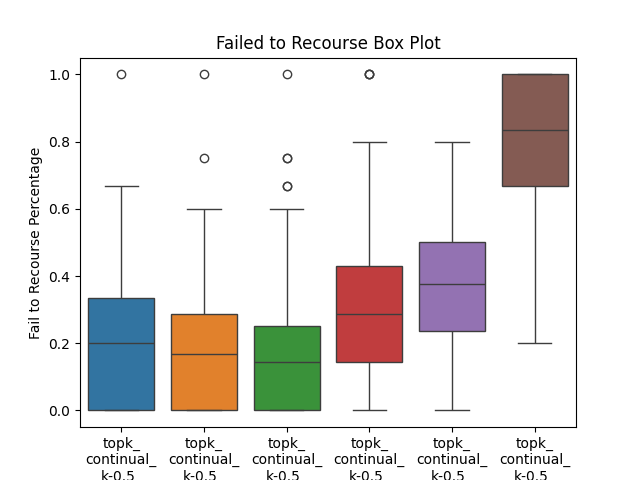 Failed to Recourse Box Plot
Fail to Recourse Percentage
1.0
0.8
0.6
0.4
0.2
0.0
topk_ topk_ topk_ topk_ topk_ topk_
continual_ continual_ continual_ continual_ continual_ continual_
k-0.5 k-0.5 k-0.5 k-0.5 k-0.5 k-0.5